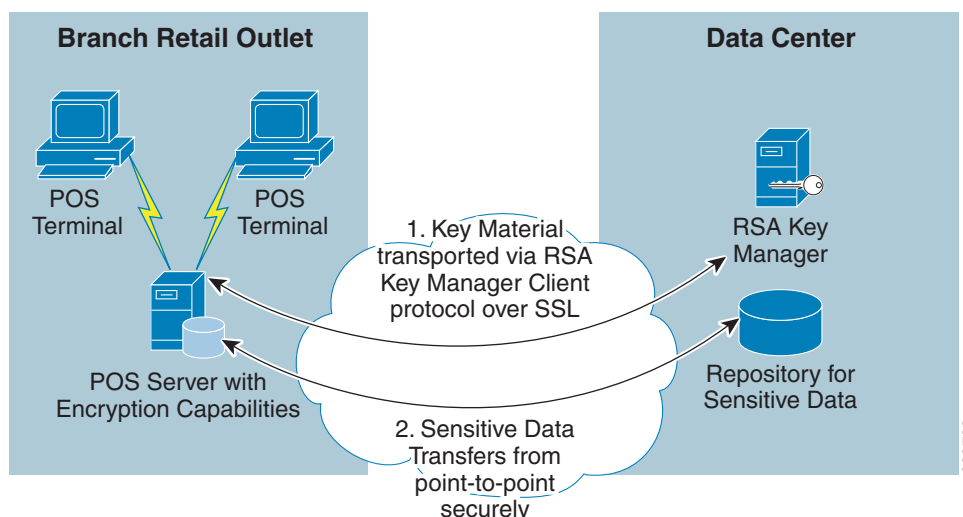 Branch Retail Outlet
Data Center
POS
Terminal
POS
Terminal
1. Key Material
transported via RSA
Key Manager Client
protocol over SSL
RSA Key
Manager
POS Server with
Encryption Capabilities
Repository for
Sensitive Data
2. Sensitive Data
Transfers from
point-to-point
securely